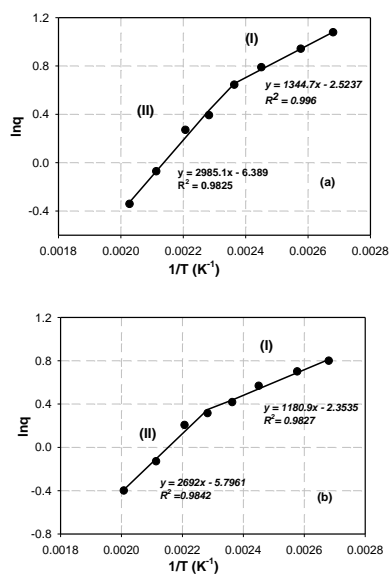 1.2
(I)
0.8
y = 1344.7x - 2.5237
R² = 0.996
(II)
lnq
0.4
0.0
y = 2985.1x - 6.389
R² = 0.9825
(a)
-0.4
0.0018 0.0020 0.0022 0.0024 0.0026 0.0028
1/T (K⁻¹)
1.2
(I)
0.8
lnq
0.4
y = 1180.9x - 2.3535
R² = 0.9827
(II)
0.0
y = 2692x - 5.7961
R² =0.9842
-0.4
(b)
-0.8
0.0018 0.0020 0.0022 0.0024 0.0026 0.0028
1/T (K⁻¹)